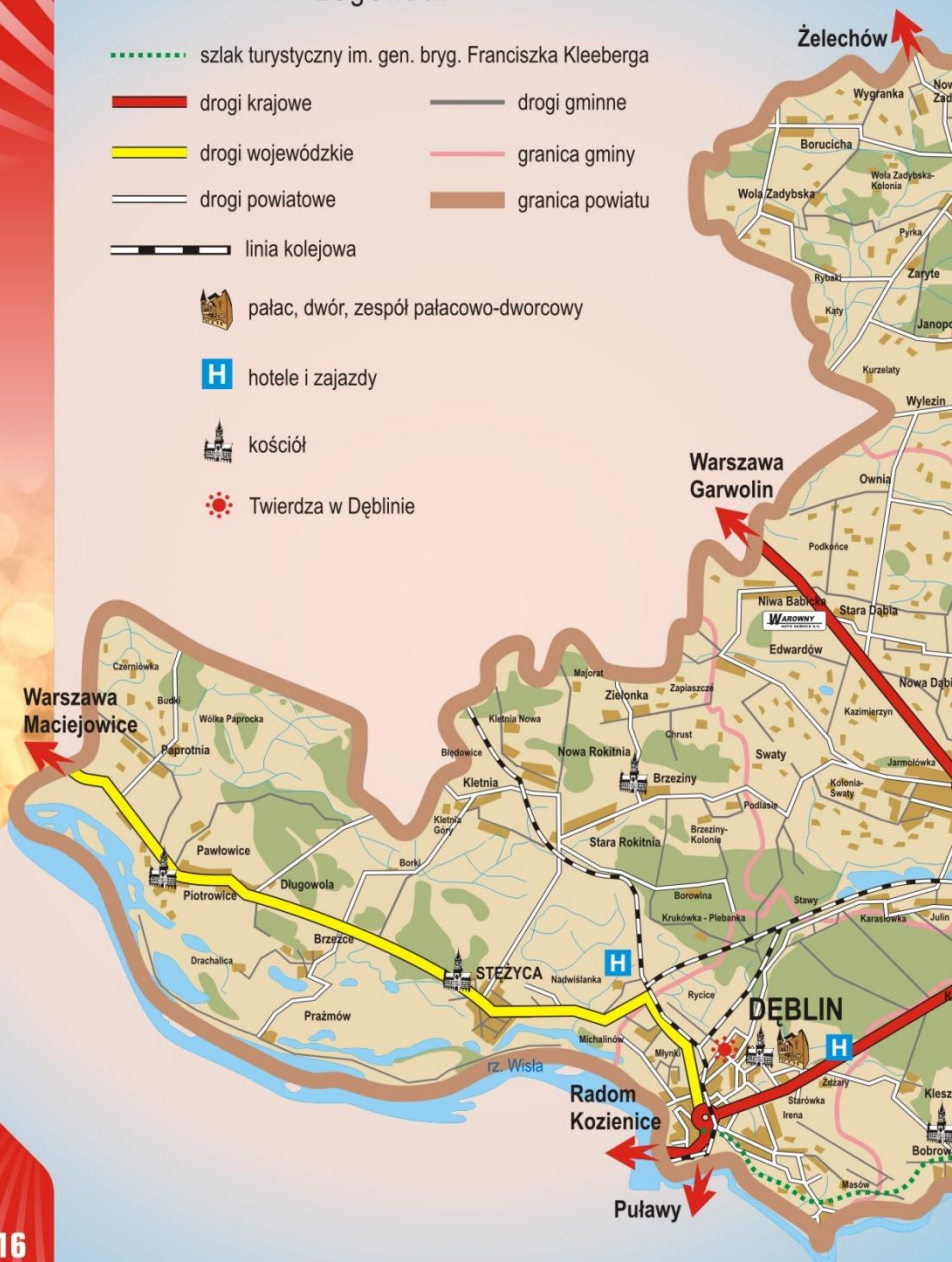 szlak turystyczny im. gen. bryg. Franciszka Kleeberga
drogi krajowe
drogi gminne
drogi wojewódzkie
granica gminy
drogi powiatowe
granica powiatu
linia kolejowa
pałac, dwór, zespół pałacowo-dworcowy
H hotele i zajazdy
kościół
Twierdza w Dęblinie
Żelechów
Wygranka
Borucicha
Wola Zadybska-
Kolonia
Wola Zadybska
Pyrka
Rybaki
Zaryte
Kąty
Kurzelaty
Wylezin
Warszawa
Garwolin
Ownia
Podkońce
Niwa Babicka
Stara Dąbia
WAROWNY
Edwardów
Czerniówka
Majorat
Zielonka
Zapiaszcze
Budki
Warszawa
Maciejowice
Wólka Paprocka
Kletnia Nowa
Kazimierzyn
Chrust
Paprotnia
Błędowice
Nowa Rokitnia
Swaty
Jarmolówka
Brzeziny
Kletnia
Kolonia-
Swaty
Podlasie
Kletnia
Góry
Brzeziny-
Kolonia
Stara Rokitnia
Pawłowice
Borki
Długowola
Piotrowice
Borowina
Stawy
Krukówka - Plebanka
Karasiówka
Julin
Brzeźce
Drachalica
STĘŻYCA
Nadwiślanka
H
Rycice
DĘBLIN
Prażmów
Michalinów
Młynki
H
rz. Wisła
Zdżary
Radom
Kozienice
Starówka
Irena
Masów
Puławy
16